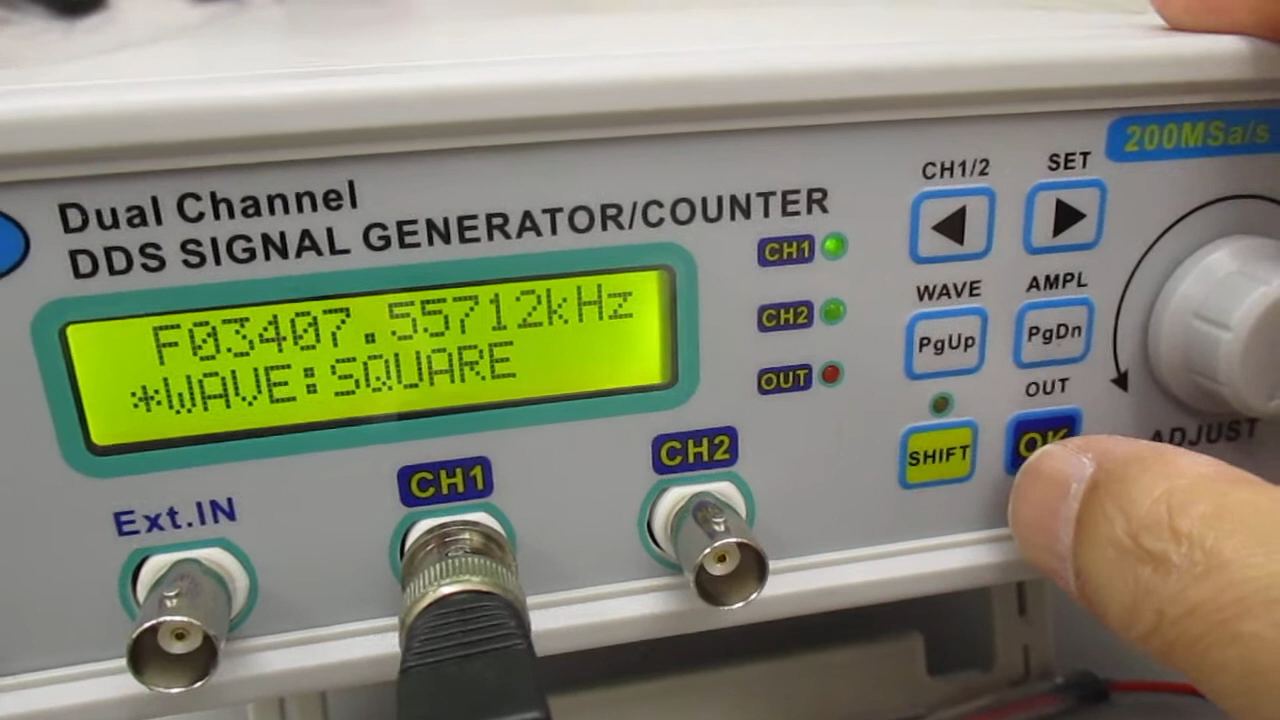 200MSa/s
Dual Channel
DDS SIGNAL GENERATOR/COUNTER
F03407.55712kHz
*WAVE:SQUARE
CH1
CH2
OUT
CH1/2
SET
WAVE
AMPL
PgUp
PgDn
OUT
SHIFT
OK
ADJUST
Ext.IN
CH1
CH2